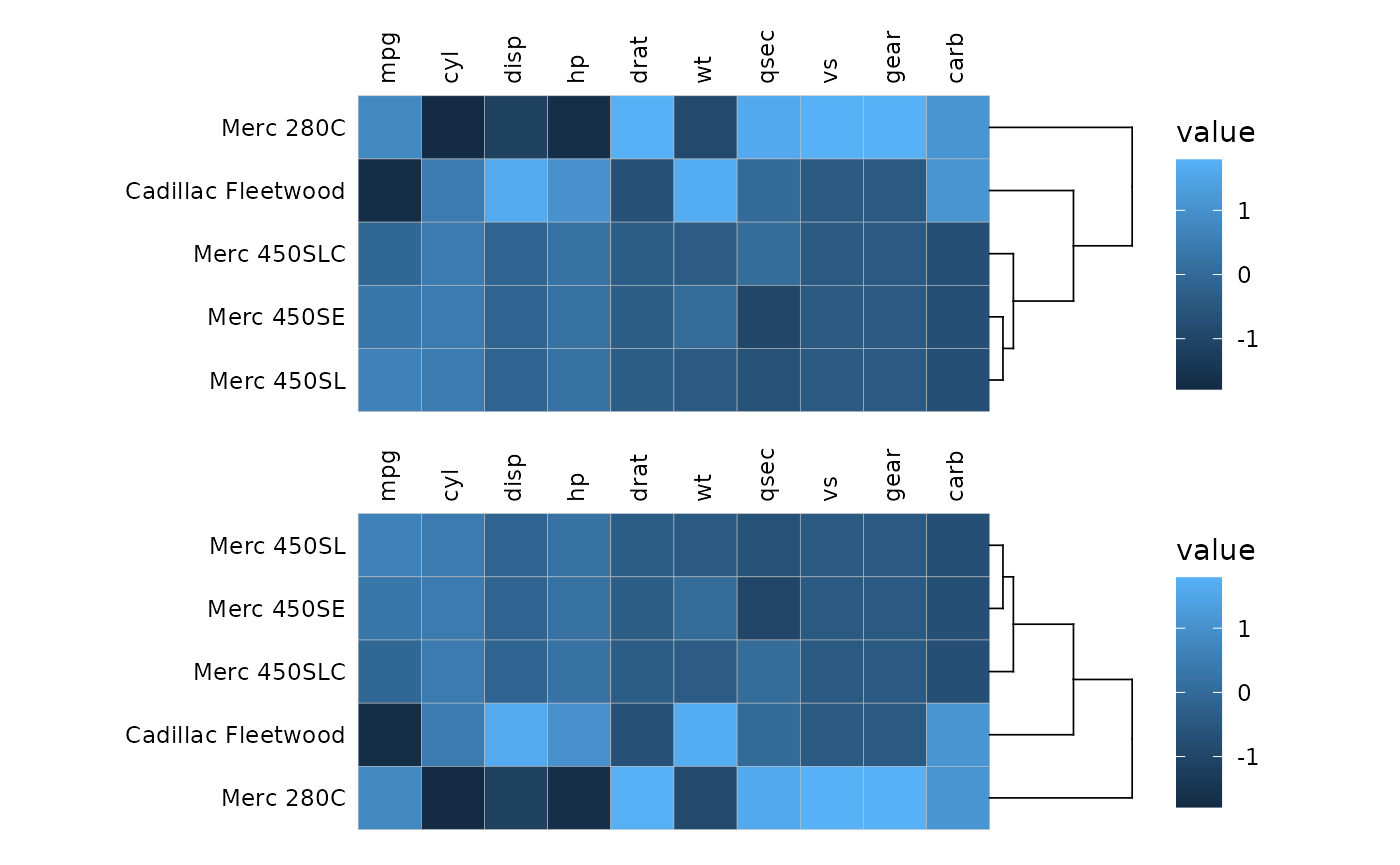 mpg cyl disp hp drat wt qsec vs gear carb
Merc 280C
Cadillac Fleetwood
Merc 450SLC
Merc 450SE
Merc 450SL
value
1
0
-1
mpg cyl disp hp drat wt qsec vs gear carb
Merc 450SL
Merc 450SE
Merc 450SLC
Cadillac Fleetwood
Merc 280C
value
1
0
-1